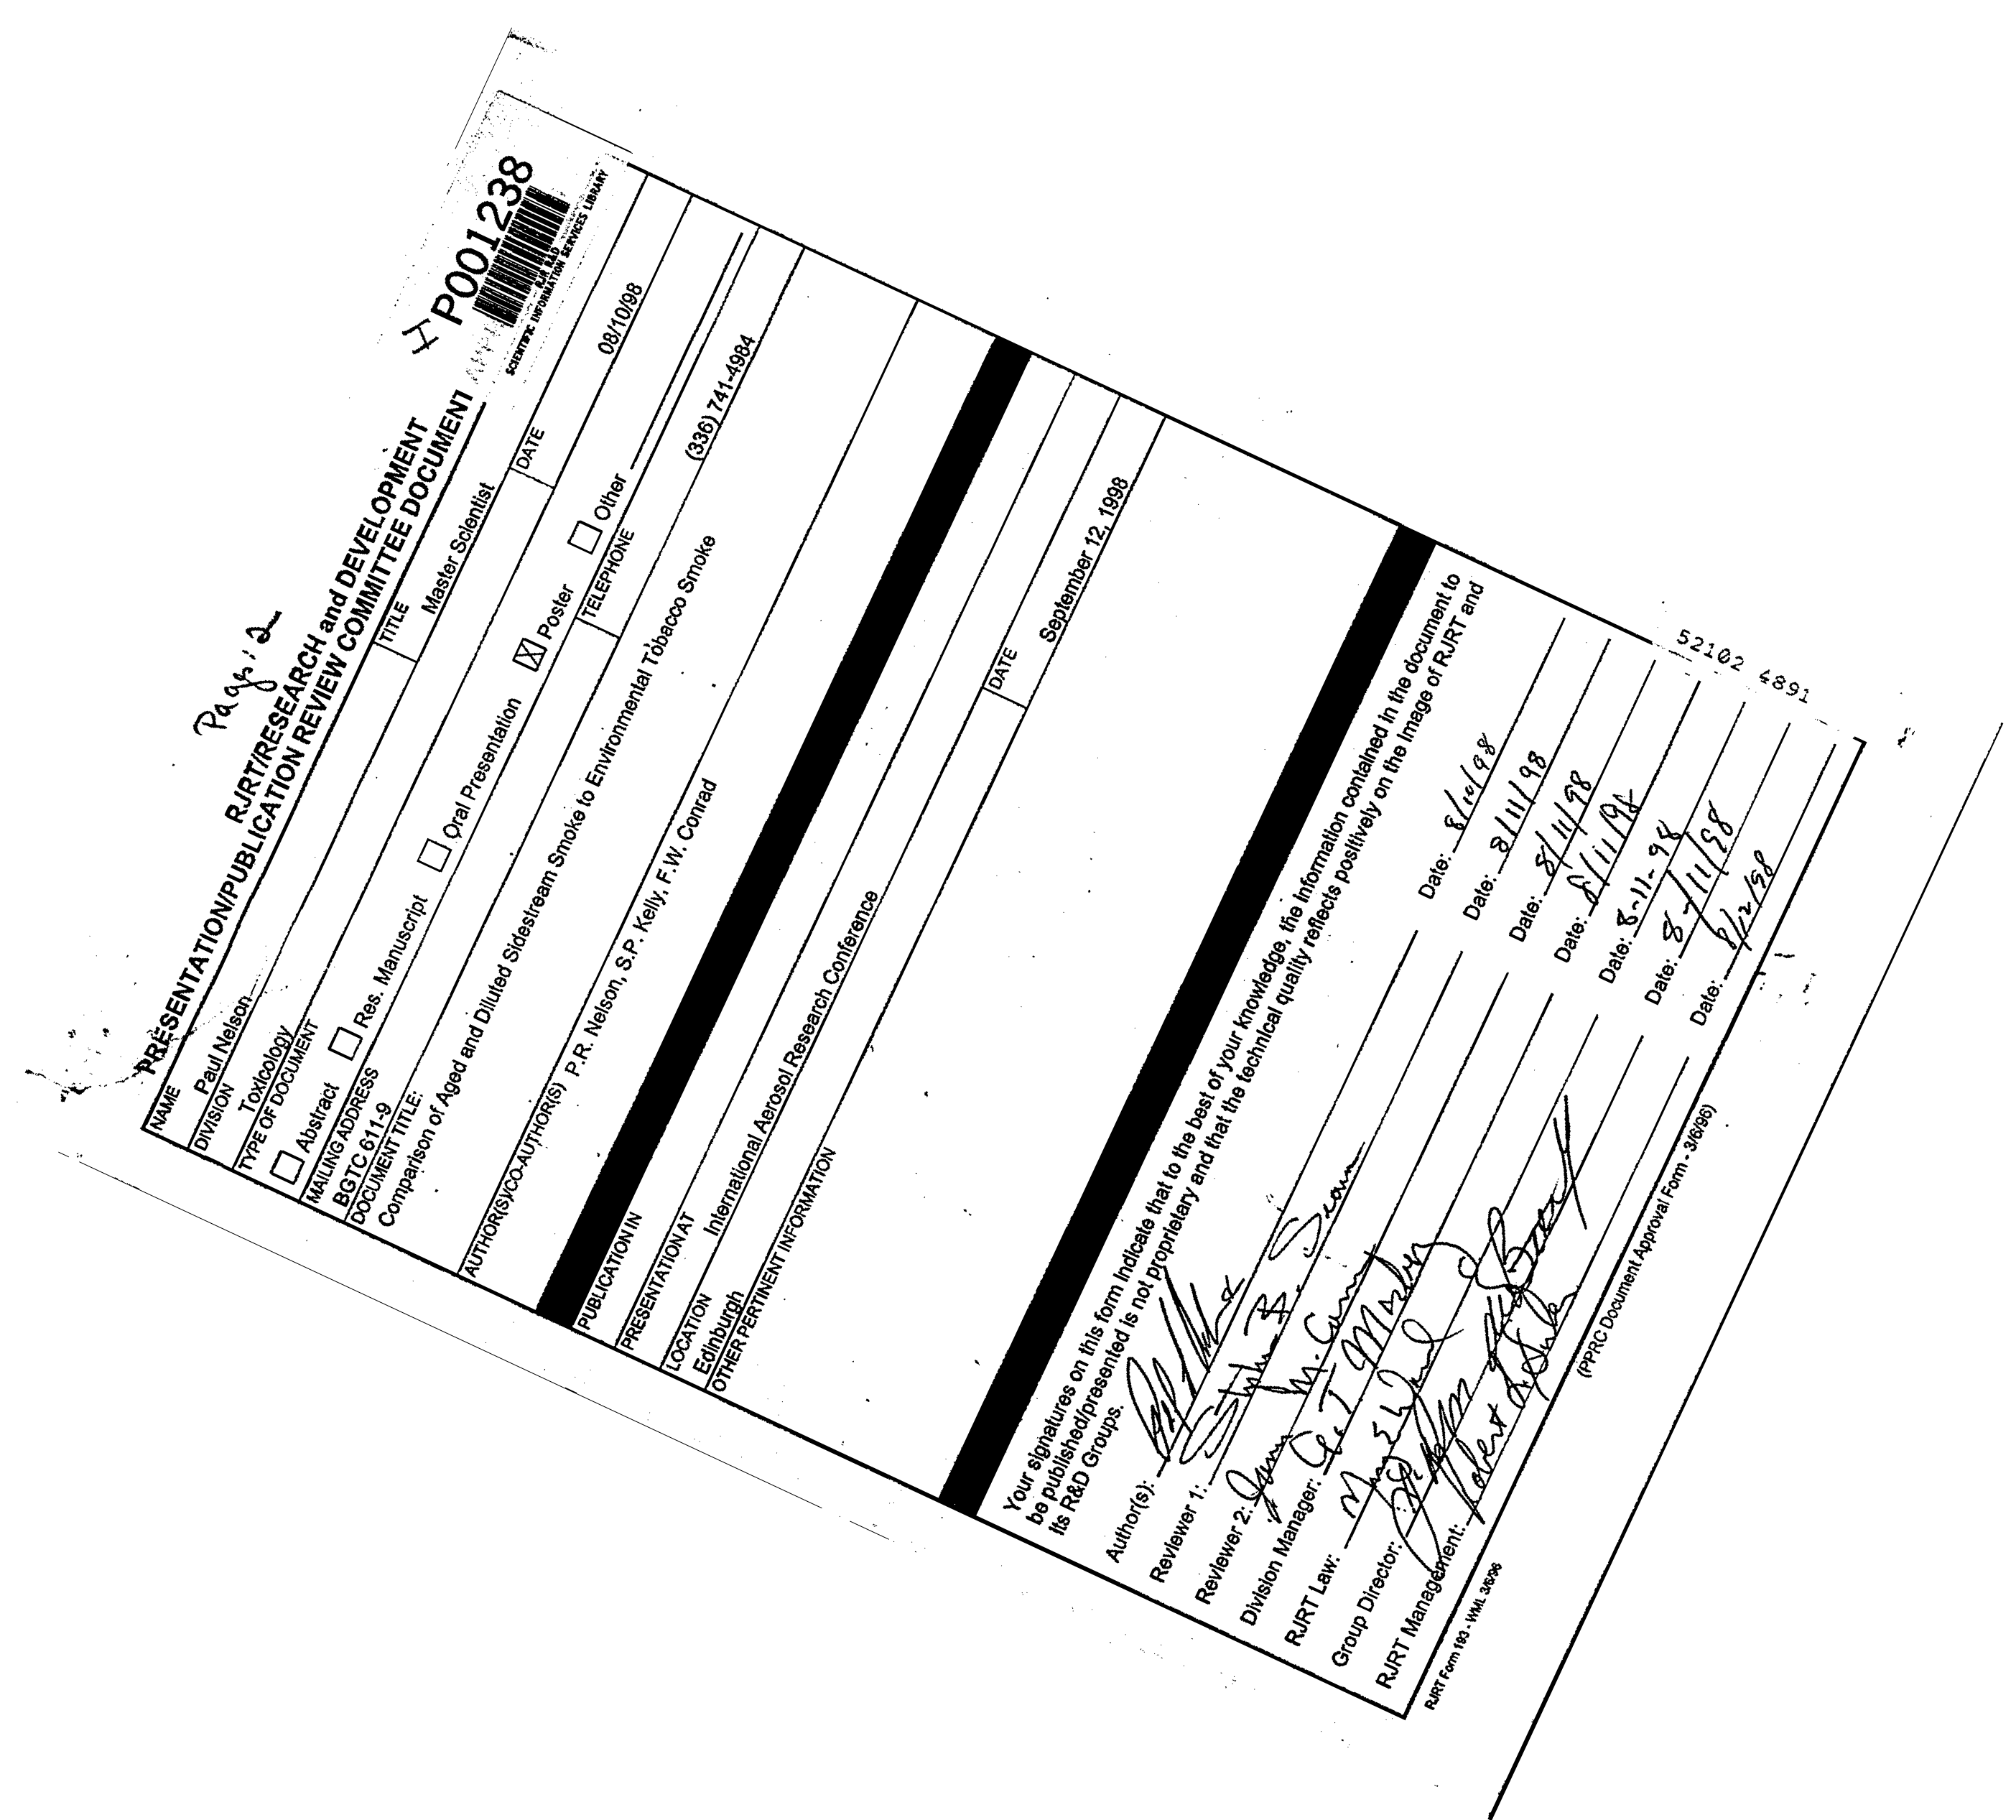 Page 2
H P001238
RJR R&D
SCIENTIFIC INFORMATION SERVICES LIBRARY
RJRT/RESEARCH and DEVELOPMENT
PRESENTATION/PUBLICATION REVIEW COMMITTEE DOCUMENT
NAME TITLE DATE
Paul Nelson Master Scientist 08/10/98
DIVISION
Toxicology
TYPE OF DOCUMENT
Abstract Res. Manuscript Oral Presentation Poster Other
MAILING ADDRESS TELEPHONE
BGTC 611-9 (336) 741-4984
DOCUMENT TITLE:
Comparison of Aged and Diluted Sidestream Smoke to Environmental Tobacco Smoke
AUTHOR(S)/CO-AUTHOR(S) P.R. Nelson, S.P. Kelly, F.W. Conrad
PUBLICATION IN
PRESENTATION AT
International Aerosol Research Conference
LOCATION DATE
Edinburgh September 12, 1998
OTHER PERTINENT INFORMATION
Your signatures on this form indicate that to the best of your knowledge, the information contained in the document to
be published/presented is not proprietary and that the technical quality reflects positively on the image of RJRT and
its R&D Groups.
Author(s): Date: 8/10/98
Reviewer 1: B. Sears Date: 8/11/98
Reviewer 2: M. Date: 8/11/98
Division Manager: Date: 8/11/98
RJRT Law: Mary E Ward Date: 8-11-98
Group Director: Date: 8/11/98
RJRT Management: Robert Date: 8/12/98
RJRT Form 193 - WML 3/6/96 (PPRC Document Approval Form - 3/6/96)
52102 4891